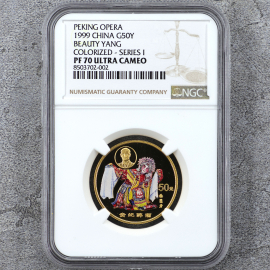 PEKING OPERA
1999 CHINA G50Y
BEAUTY YANG
COLORIZED - SERIES I
PF 70 ULTRA CAMEO
8503702-002
NUMISMATIC GUARANTY COMPANY
NGC
50元